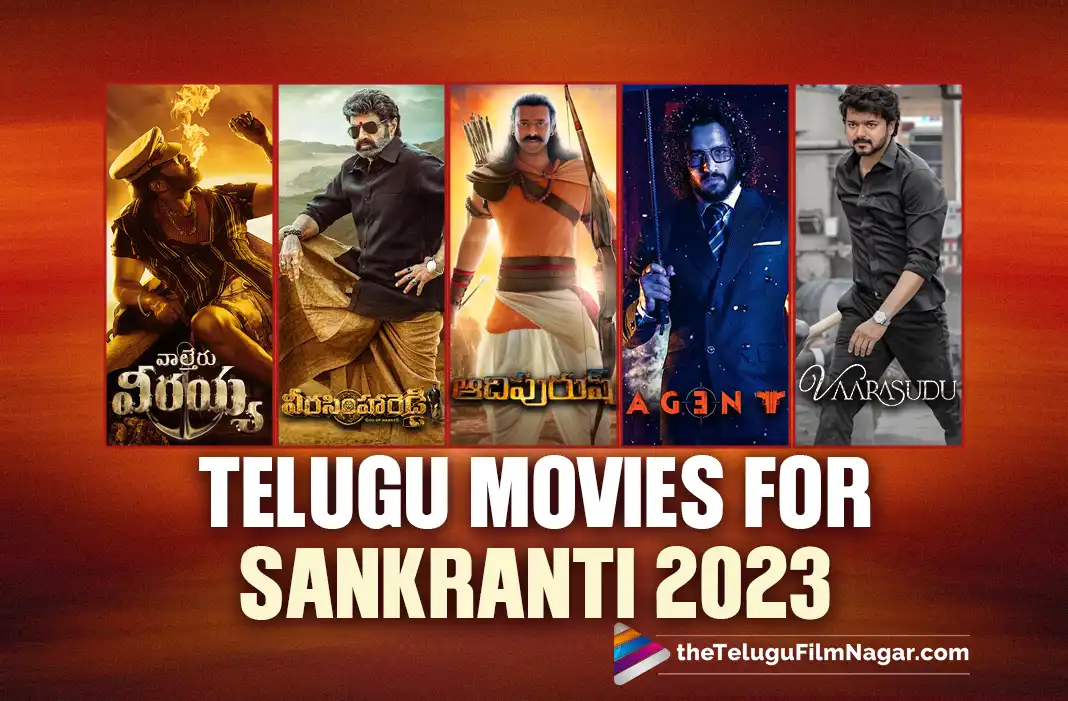 వాల్తేరు
వీరయ్య
వీరసింహారెడ్డి
ఆదిపురుష్
AGENT
VAARASUDU
TELUGU MOVIES FOR
SANKRANTI 2023
theTeluguFilmNagar.com